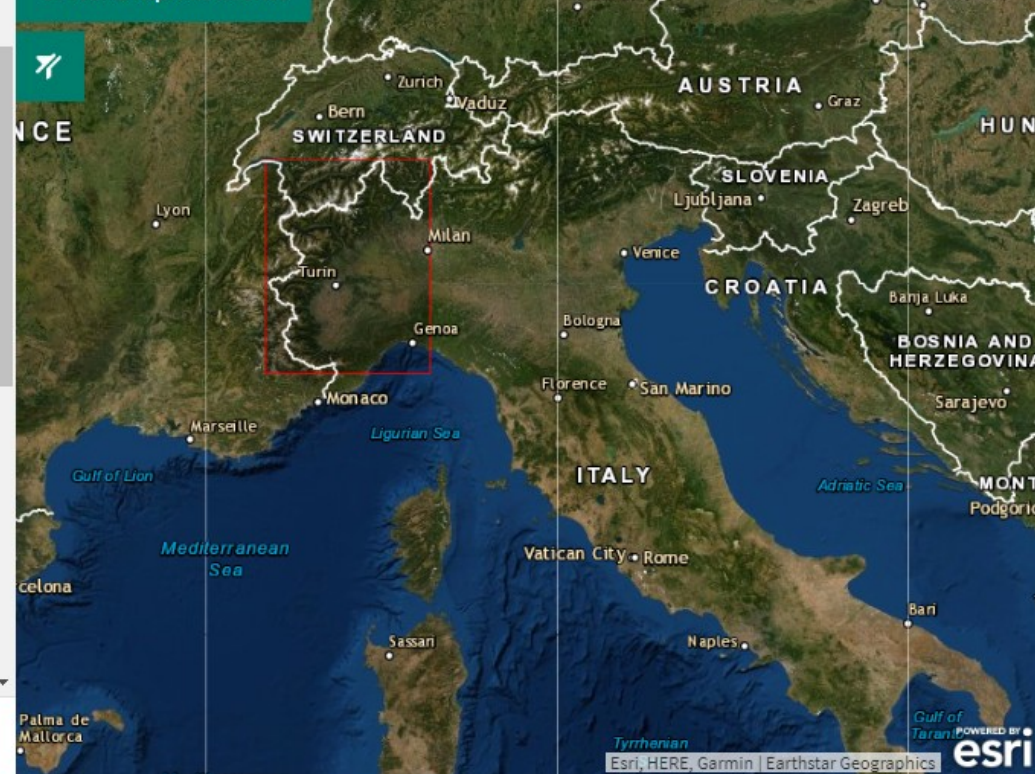 Zurich
Vaduz
AUSTRIA
Graz
Bern
NCE
SWITZERLAND
HUN
SLOVENIA
Ljubljana
Zagreb
Lyon
Milan
Venice
Turin
CROATIA
Banja Luka
Genoa
Bologna
BOSNIA AND
HERZEGOVINA
Florence
San Marino
Monaco
Sarajevo
Marseille
Ligurian Sea
Gulf of Lion
ITALY
Adriatic Sea
MONT
Podgoric
Mediterranean
Sea
Vatican City
Rome
celona
Bari
Sassari
Naples
Palma de
Mallorca
Gulf of
Taranto
Tyrrhenian
POWERED BY
esri
Esri, HERE, Garmin | Earthstar Geographics